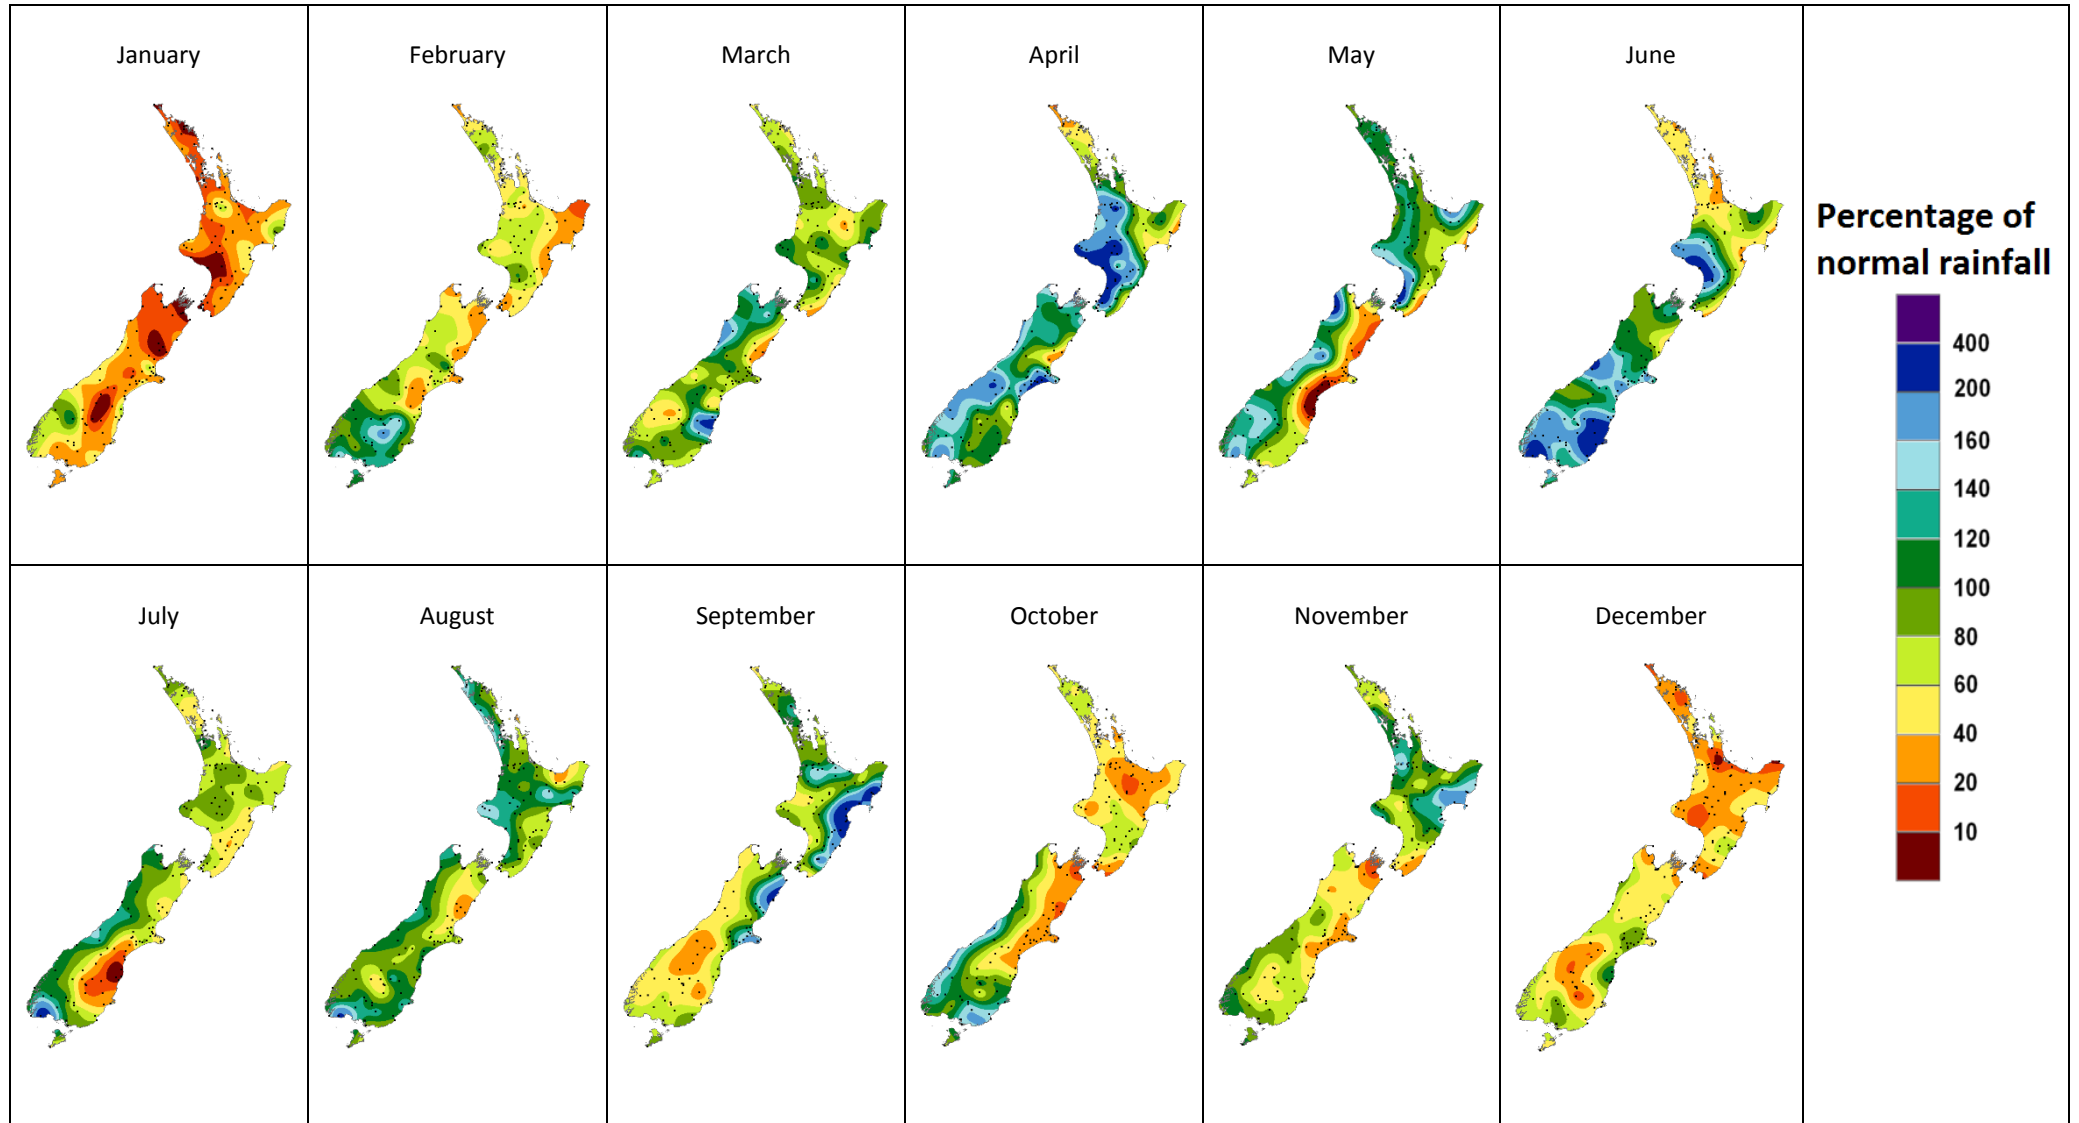 January
February
March
April
May
June
Percentage of
normal rainfall
400
200
160
140
120
100
80
60
40
20
10
July
August
September
October
November
December